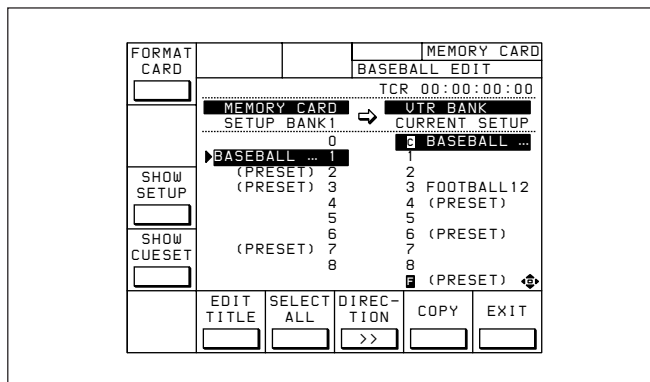 FORMAT
CARD
MEMORY CARD
BASEBALL EDIT
TCR 00:00:00:00
MEMORY CARD VTR BANK
SETUP BANK1 CURRENT SETUP
0 C BASEBALL …
BASEBALL … 1 1
(PRESET) 2 2
SHOW
SETUP
(PRESET) 3 3 FOOTBALL12
4 4 (PRESET)
5 5
SHOW
CUESET
6 6 (PRESET)
(PRESET) 7 7
8 8
F (PRESET)
EDIT
TITLE
SELECT
ALL
DIREC-
TION
>>
COPY
EXIT